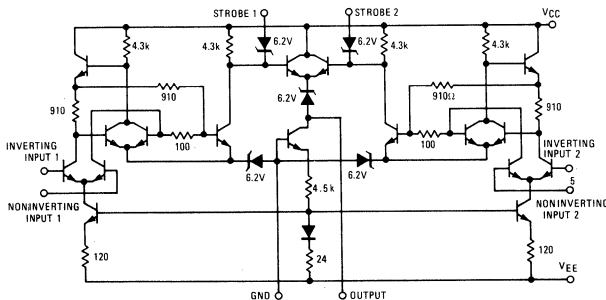 STROBE 1
STROBE 2
VCC
4.3k
4.3k
6.2V
6.2V
4.3k
4.3k
910
6.2V
910Ω
910
910
100
100
INVERTING
INPUT 1
INVERTING
INPUT 2
6.2V
6.2V
5
4.5k
NONINVERTING
INPUT 1
NONINVERTING
INPUT 2
120
24
120
VEE
GND
OUTPUT